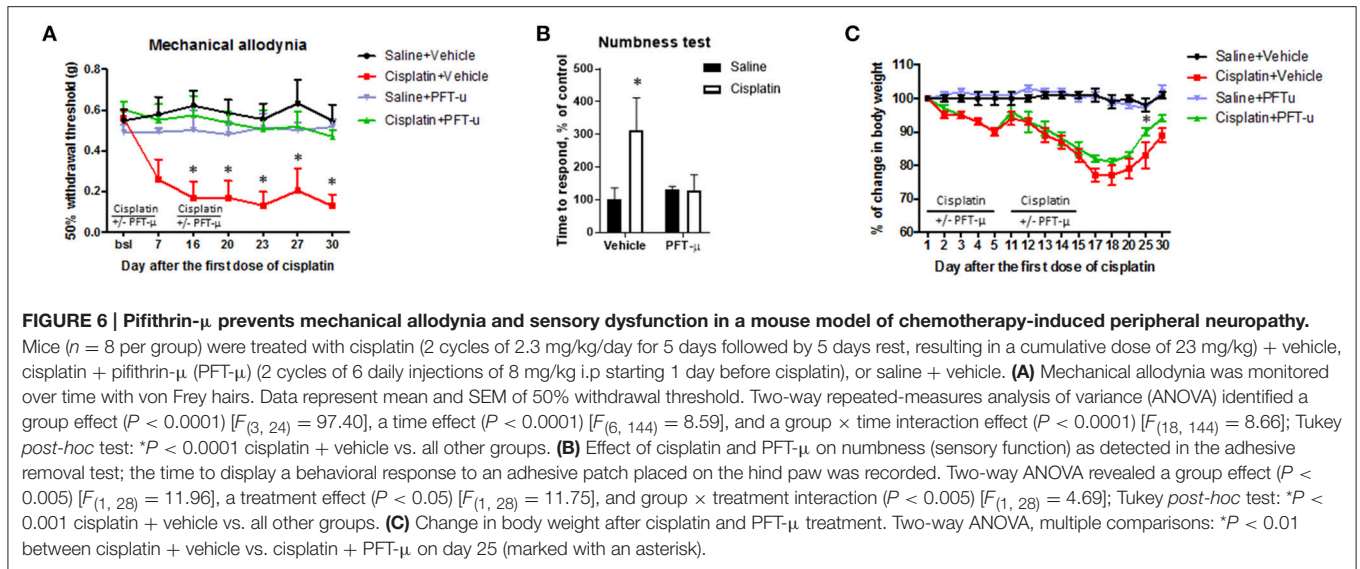 A
Mechanical allodynia
50% withdrawal threshold (g)
0.8
0.6
0.4
0.2
0.0
Cisplatin
+/- PFT-μ
Cisplatin
+/- PFT-μ
* * * * *
bsl 7 16 20 23 27 30
Day after the first dose of cisplatin
Saline+Vehicle
Cisplatin+Vehicle
Saline+PFT-u
Cisplatin+PFT-u
B
Numbness test
Time to respond, % of control
500
400
300
200
100
0
*
Vehicle PFT-μ
Saline
Cisplatin
C
% of change in body weight
110
100
90
80
70
60
*
Cisplatin
+/- PFT-μ
Cisplatin
+/- PFT-μ
1 2 3 4 5 11 12 13 14 15 17 18 20 25 30
Day after the first dose of cisplatin
Saline+Vehicle
Cisplatin+Vehicle
Saline+PFTu
Cisplatin+PFT-u
FIGURE 6 | Pifithrin-μ prevents mechanical allodynia and sensory dysfunction in a mouse model of chemotherapy-induced peripheral neuropathy.
Mice (n = 8 per group) were treated with cisplatin (2 cycles of 2.3 mg/kg/day for 5 days followed by 5 days rest, resulting in a cumulative dose of 23 mg/kg) + vehicle,
cisplatin + pifithrin-μ (PFT-μ) (2 cycles of 6 daily injections of 8 mg/kg i.p starting 1 day before cisplatin), or saline + vehicle. (A) Mechanical allodynia was monitored
over time with von Frey hairs. Data represent mean and SEM of 50% withdrawal threshold. Two-way repeated-measures analysis of variance (ANOVA) identified a
group effect (P < 0.0001) [F(3, 24) = 97.40], a time effect (P < 0.0001) [F(6, 144) = 8.59], and a group × time interaction effect (P < 0.0001) [F(18, 144) = 8.66]; Tukey
post-hoc test: *P < 0.0001 cisplatin + vehicle vs. all other groups. (B) Effect of cisplatin and PFT-μ on numbness (sensory function) as detected in the adhesive
removal test; the time to display a behavioral response to an adhesive patch placed on the hind paw was recorded. Two-way ANOVA revealed a group effect (P <
0.005) [F(1, 28) = 11.96], a treatment effect (P < 0.05) [F(1, 28) = 11.75], and group × treatment interaction (P < 0.005) [F(1, 28) = 4.69]; Tukey post-hoc test: *P <
0.001 cisplatin + vehicle vs. all other groups. (C) Change in body weight after cisplatin and PFT-μ treatment. Two-way ANOVA, multiple comparisons: *P < 0.01
between cisplatin + vehicle vs. cisplatin + PFT-μ on day 25 (marked with an asterisk).